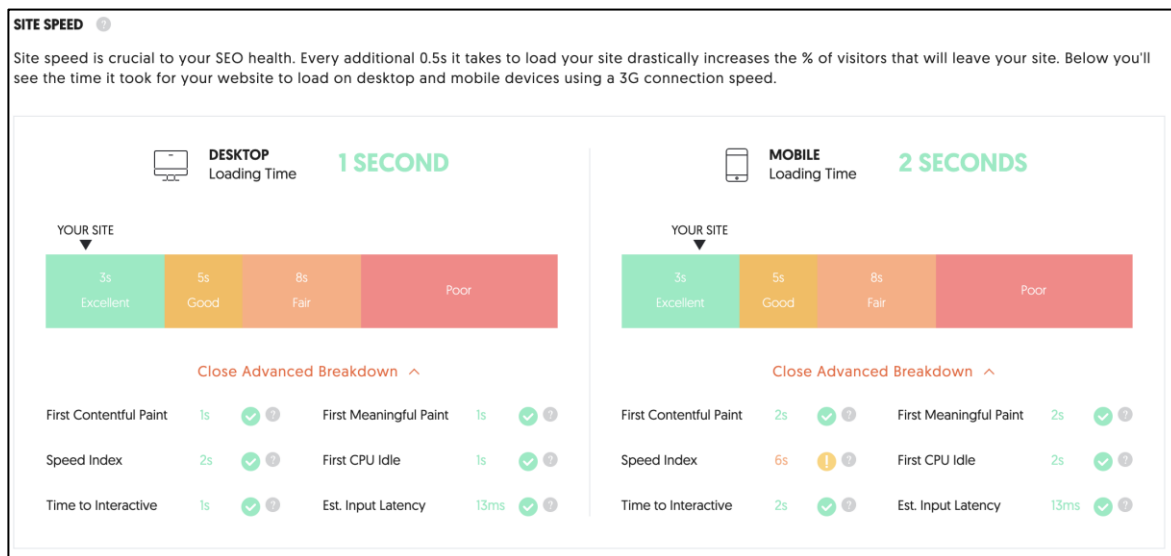 SITE SPEED ?
Site speed is crucial to your SEO health. Every additional 0.5s it takes to load your site drastically increases the % of visitors that will leave your site. Below you'll
see the time it took for your website to load on desktop and mobile devices using a 3G connection speed.
DESKTOP
Loading Time
1 SECOND
YOUR SITE
3s
Excellent
5s
Good
8s
Fair
Poor
Close Advanced Breakdown
First Contentful Paint 1s ? First Meaningful Paint 1s ?
Speed Index 2s ? First CPU Idle 1s ?
Time to Interactive 1s ? Est. Input Latency 13ms ?
MOBILE
Loading Time
2 SECONDS
YOUR SITE
3s
Excellent
5s
Good
8s
Fair
Poor
Close Advanced Breakdown
First Contentful Paint 2s ? First Meaningful Paint 2s ?
Speed Index 6s ! ? First CPU Idle 2s ?
Time to Interactive 2s ? Est. Input Latency 13ms ?